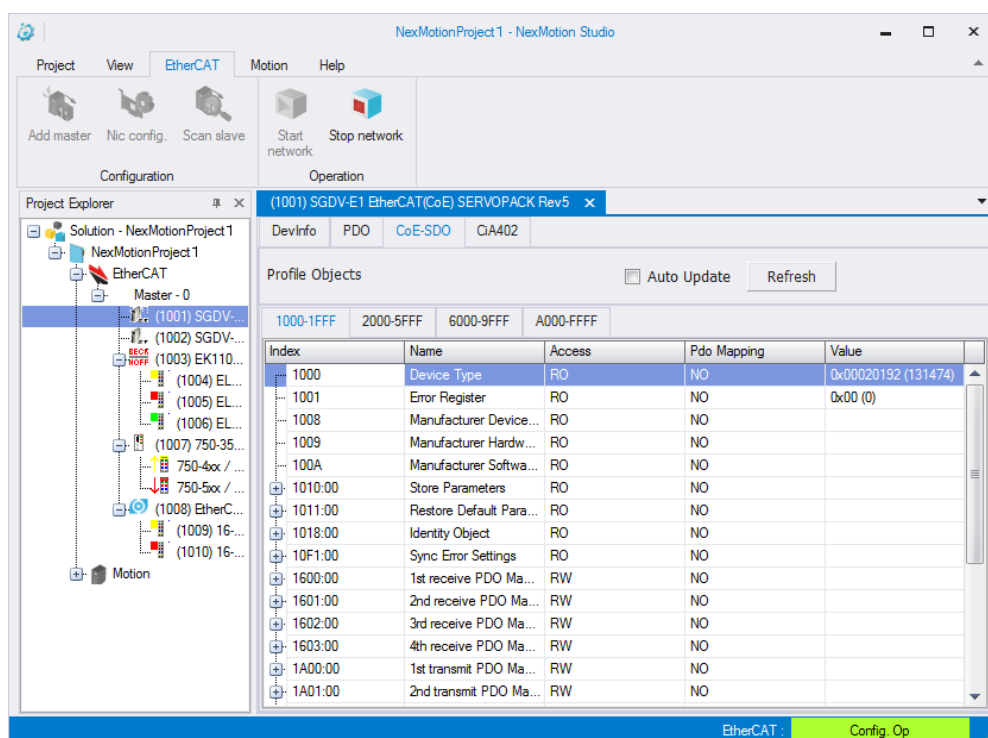 NexMotionProject1 - NexMotion Studio
Project View EtherCAT Motion Help
Add master Nic config. Scan slave Start network Stop network
Configuration Operation
Project Explorer
(1001) SGDV-E1 EtherCAT(CoE) SERVOPACK Rev5
Solution - NexMotionProject1
NexMotionProject1
EtherCAT
Master - 0
(1001) SGDV-...
(1002) SGDV-...
BECKHOFF (1003) EK110...
(1004) EL...
(1005) EL...
(1006) EL...
(1007) 750-35...
750-4xx / ...
750-5xx / ...
(1008) EtherC...
(1009) 16-...
(1010) 16-...
Motion
DevInfo PDO CoE-SDO CiA402
Profile Objects Auto Update Refresh
1000-1FFF 2000-5FFF 6000-9FFF A000-FFFF
Index Name Access Pdo Mapping Value
1000 Device Type RO NO 0x00020192 (131474)
1001 Error Register RO NO 0x00 (0)
1008 Manufacturer Device... RO NO
1009 Manufacturer Hardw... RO NO
100A Manufacturer Softwa... RO NO
1010:00 Store Parameters RO NO
1011:00 Restore Default Para... RO NO
1018:00 Identity Object RO NO
10F1:00 Sync Error Settings RO NO
1600:00 1st receive PDO Ma... RW NO
1601:00 2nd receive PDO Ma... RW NO
1602:00 3rd receive PDO Ma... RW NO
1603:00 4th receive PDO Ma... RW NO
1A00:00 1st transmit PDO Ma... RW NO
1A01:00 2nd transmit PDO Ma... RW NO
EtherCAT : Config. Op